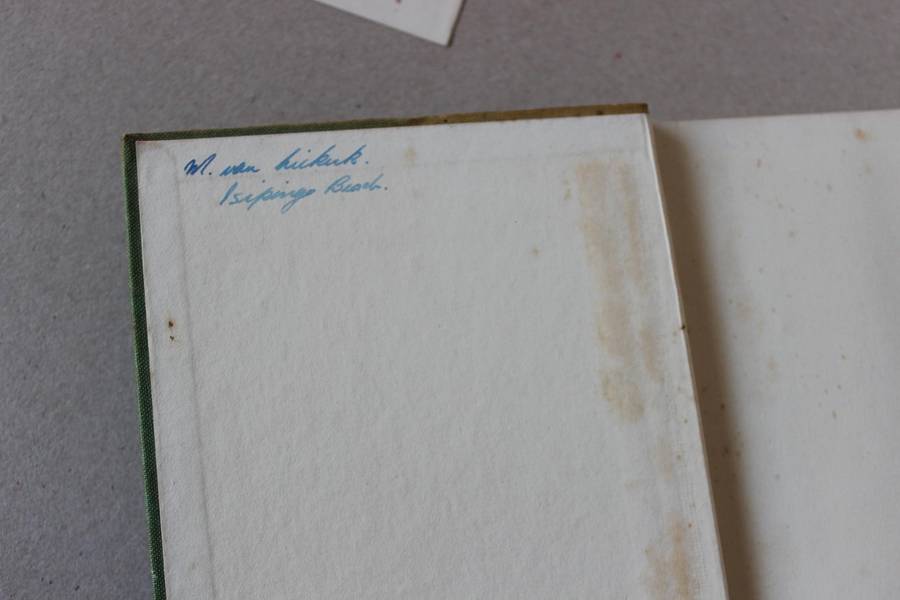 M. van Niekerk.
Isipingo Beach.